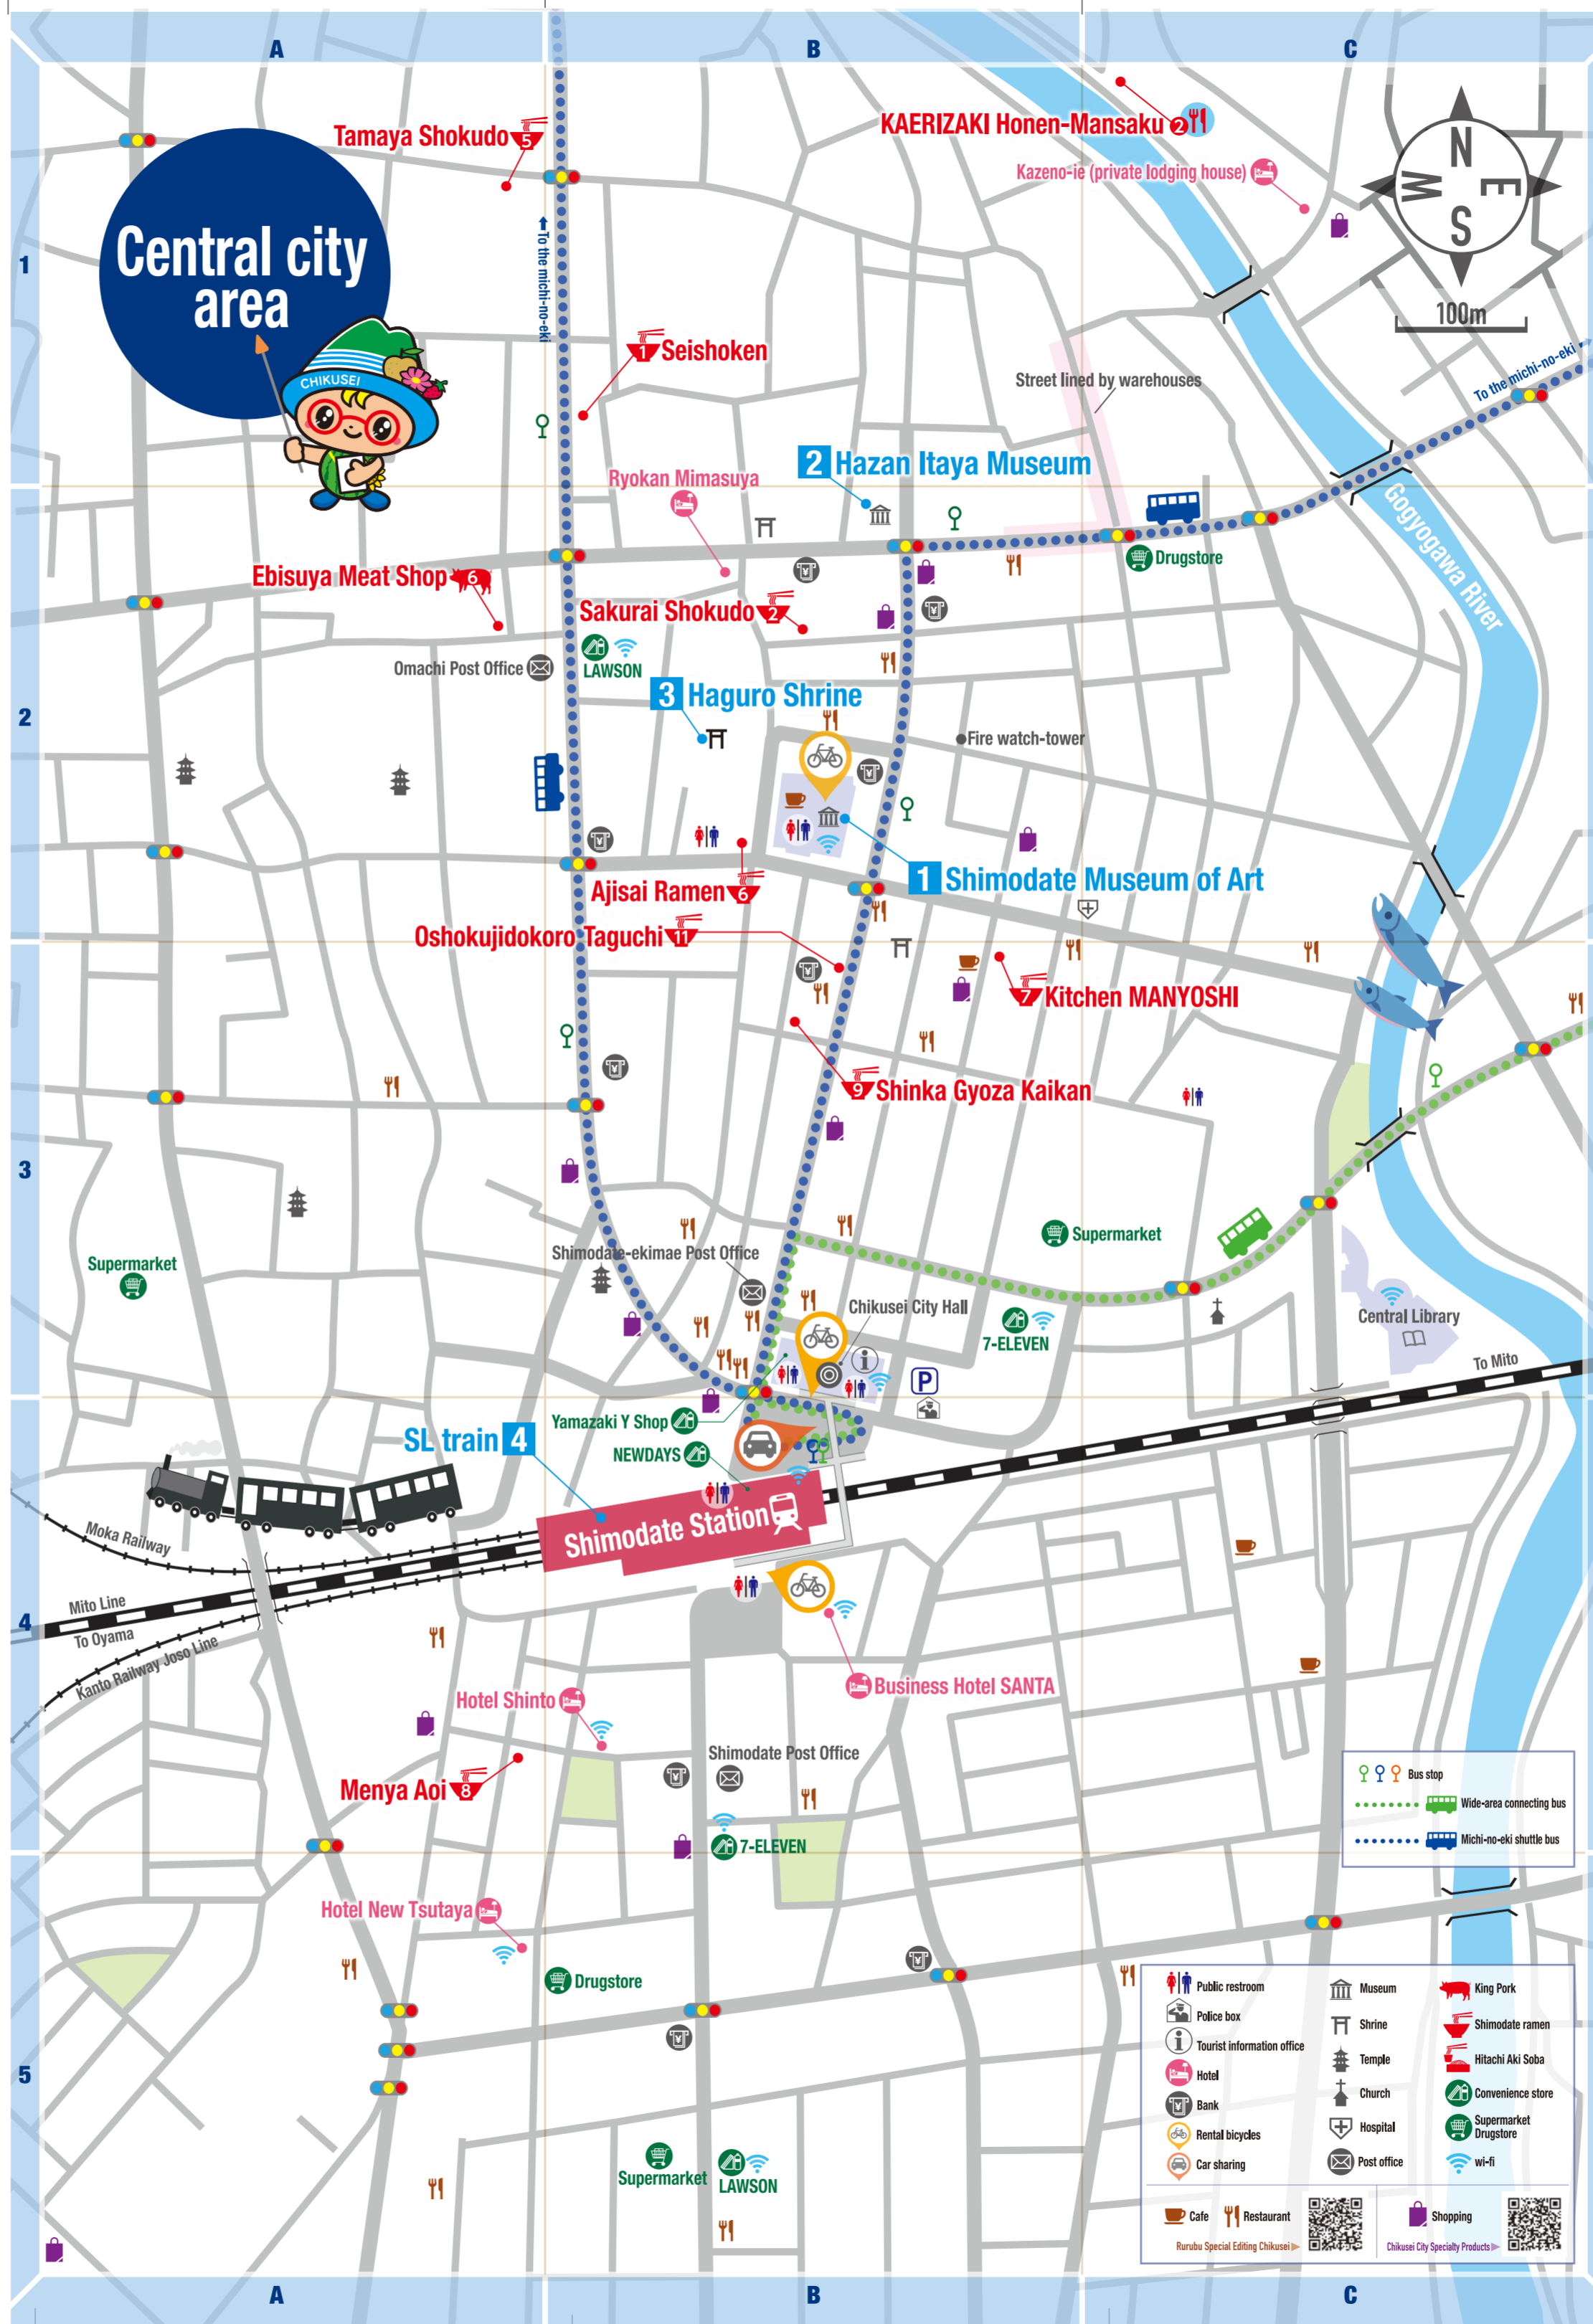 A
B
C
Tamaya Shokudo 5
KAERIZAKI Honen-Mansaku 2
Kazeno-ie (private lodging house)
N
W
E
S
100m
Central city
area
CHIKUSEI
1
To the michi-no-eki
1 Seishoken
Street lined by warehouses
To the michi-no-eki
2 Hazan Itaya Museum
Ryokan Mimasuya
Gogyogawa River
Drugstore
Ebisuya Meat Shop 6
Sakurai Shokudo 2
Omachi Post Office
LAWSON
3 Haguro Shrine
2
Fire watch-tower
1 Shimodate Museum of Art
Ajisai Ramen 6
Oshokujidokoro Taguchi 11
7 Kitchen MANYOSHI
9 Shinka Gyoza Kaikan
3
Supermarket
Supermarket
Shimodate-ekimae Post Office
Chikusei City Hall
7-ELEVEN
Central Library
To Mito
P
Yamazaki Y Shop
SL train 4
NEWDAYS
Shimodate Station
Moka Railway
Mito Line
4
To Oyama
Kanto Railway Joso Line
Business Hotel SANTA
Hotel Shinto
Shimodate Post Office
Menya Aoi 8
7-ELEVEN
Bus stop
Wide-area connecting bus
Michi-no-eki shuttle bus
Hotel New Tsutaya
Drugstore
5
Supermarket
LAWSON
Public restroom
Police box
Tourist information office
Hotel
Bank
Rental bicycles
Car sharing
Museum
Shrine
Temple
Church
Hospital
Post office
King Pork
Shimodate ramen
Hitachi Aki Soba
Convenience store
Supermarket
Drugstore
wi-fi
Cafe
Restaurant
Rurubu Special Editing Chikusei
Shopping
Chikusei City Specialty Products
A
B
C